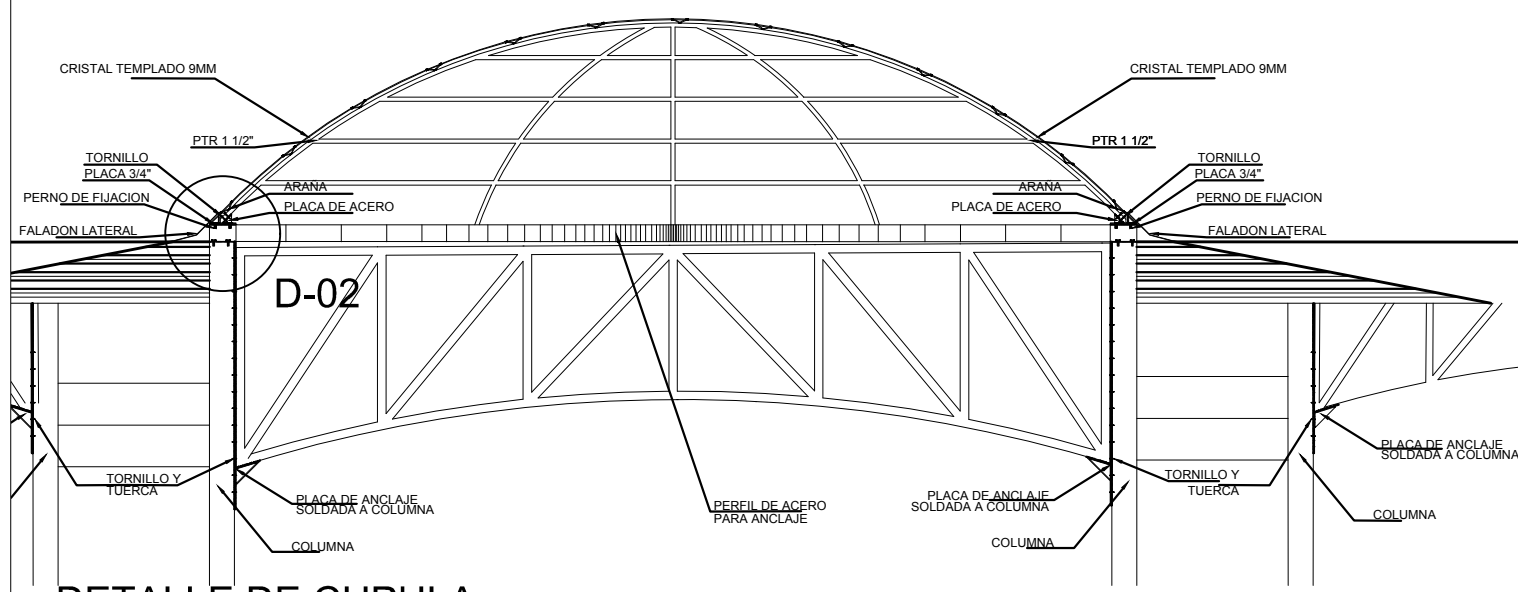 CRISTAL TEMPLADO 9MM
CRISTAL TEMPLADO 9MM
PTR 1 1/2"
PTR 1 1/2"
TORNILLO
TORNILLO
PLACA 3/4"
PLACA 3/4"
PERNO DE FIJACION
ARAÑA
ARAÑA
PERNO DE FIJACION
PLACA DE ACERO
PLACA DE ACERO
FALADON LATERAL
FALADON LATERAL
D-02
TORNILLO Y
TUERCA
PLACA DE ANCLAJE
SOLDADA A COLUMNA
COLUMNA
PERFIL DE ACERO
PARA ANCLAJE
PLACA DE ANCLAJE
SOLDADA A COLUMNA
COLUMNA
TORNILLO Y
TUERCA
PLACA DE ANCLAJE
SOLDADA A COLUMNA
COLUMNA
DETALLE DE CUPULA